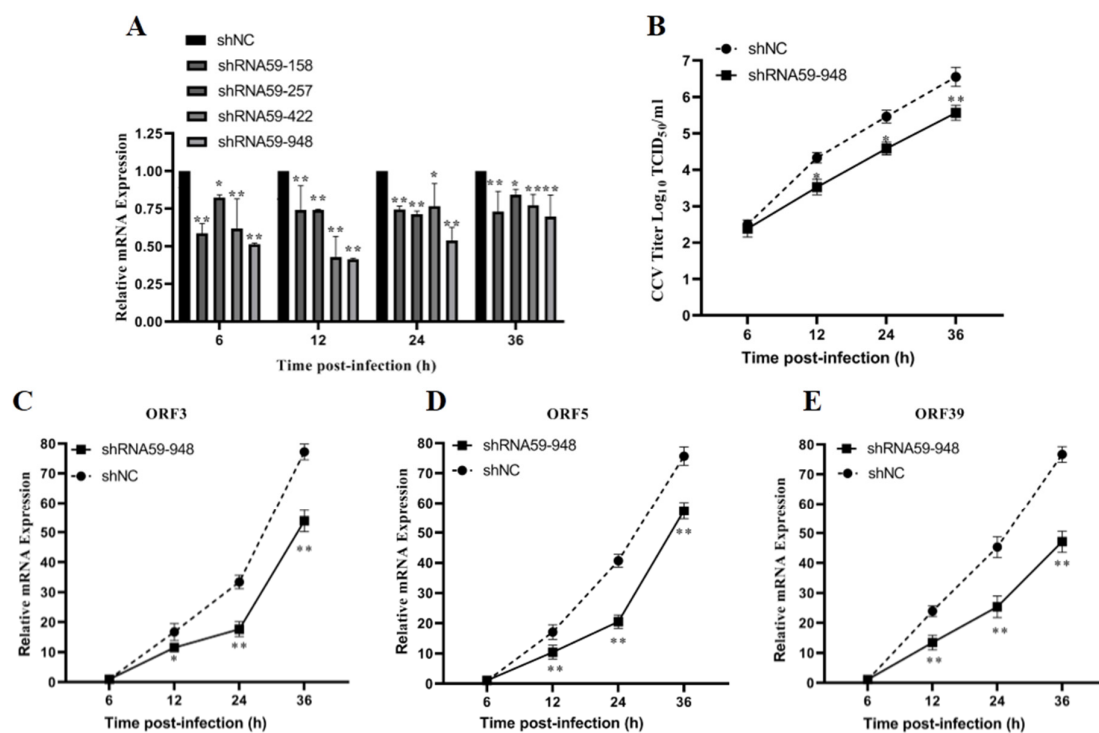 A
shNC
shRNA59-158
shRNA59-257
shRNA59-422
shRNA59-948
Relative mRNA Expression
1.25
1.00
0.75
0.50
0.25
0.00
** * ** **
** ** ** **
** ** * **
** * ** **
6 12 24 36
Time post-infection (h)
B
shNC
shRNA59-948
CCV Titer Log10 TCID50/ml
7
6
5
4
3
2
1
0
* * **
6 12 24 36
Time post-infection (h)
C
ORF3
shRNA59-948
shNC
Relative mRNA Expression
80
70
60
50
40
30
20
10
0
* ** **
6 12 24 36
Time post-infection (h)
D
ORF5
shRNA59-948
shNC
Relative mRNA Expression
80
70
60
50
40
30
20
10
0
** ** **
6 12 24 36
Time post-infection (h)
E
ORF39
shRNA59-948
shNC
Relative mRNA Expression
80
70
60
50
40
30
20
10
0
** ** **
6 12 24 36
Time post-infection (h)